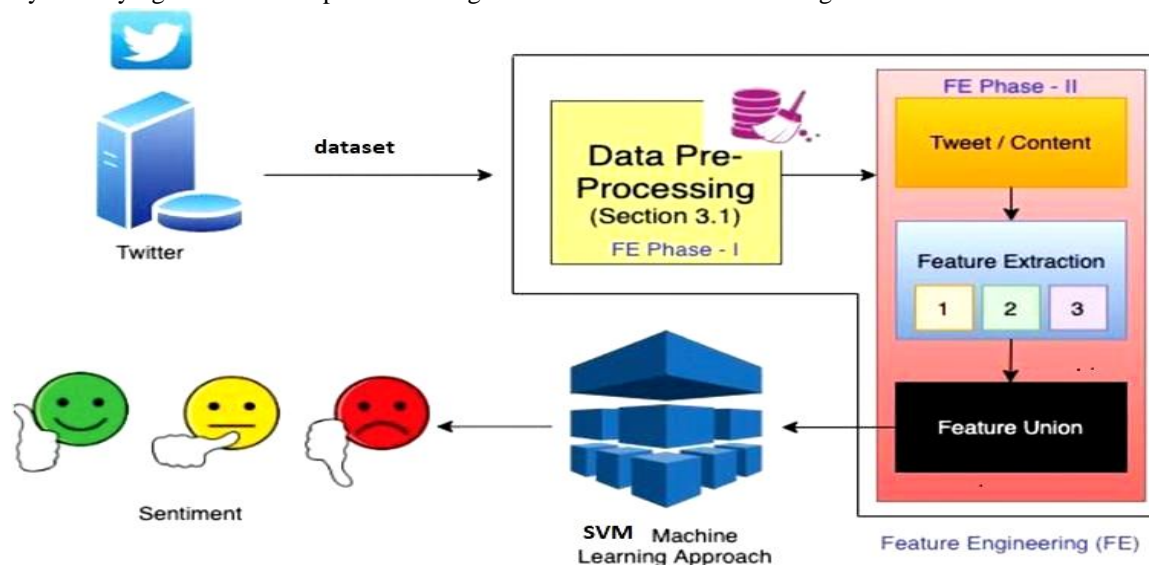 dataset
Twitter
Data Pre-
Processing
(Section 3.1)
FE Phase - I
FE Phase - II
Tweet / Content
Feature Extraction
1 2 3
Feature Union
SVM Machine
Learning Approach
Sentiment
Feature Engineering (FE)